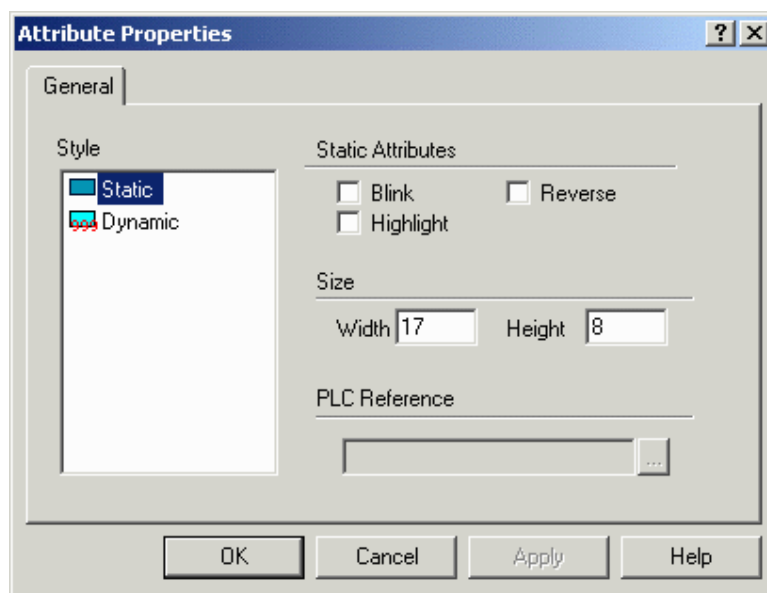 Attribute Properties
General
Style
Static
999 Dynamic
Static Attributes
Blink Reverse
Highlight
Size
Width 17 Height 8
PLC Reference
...
OK Cancel Apply Help